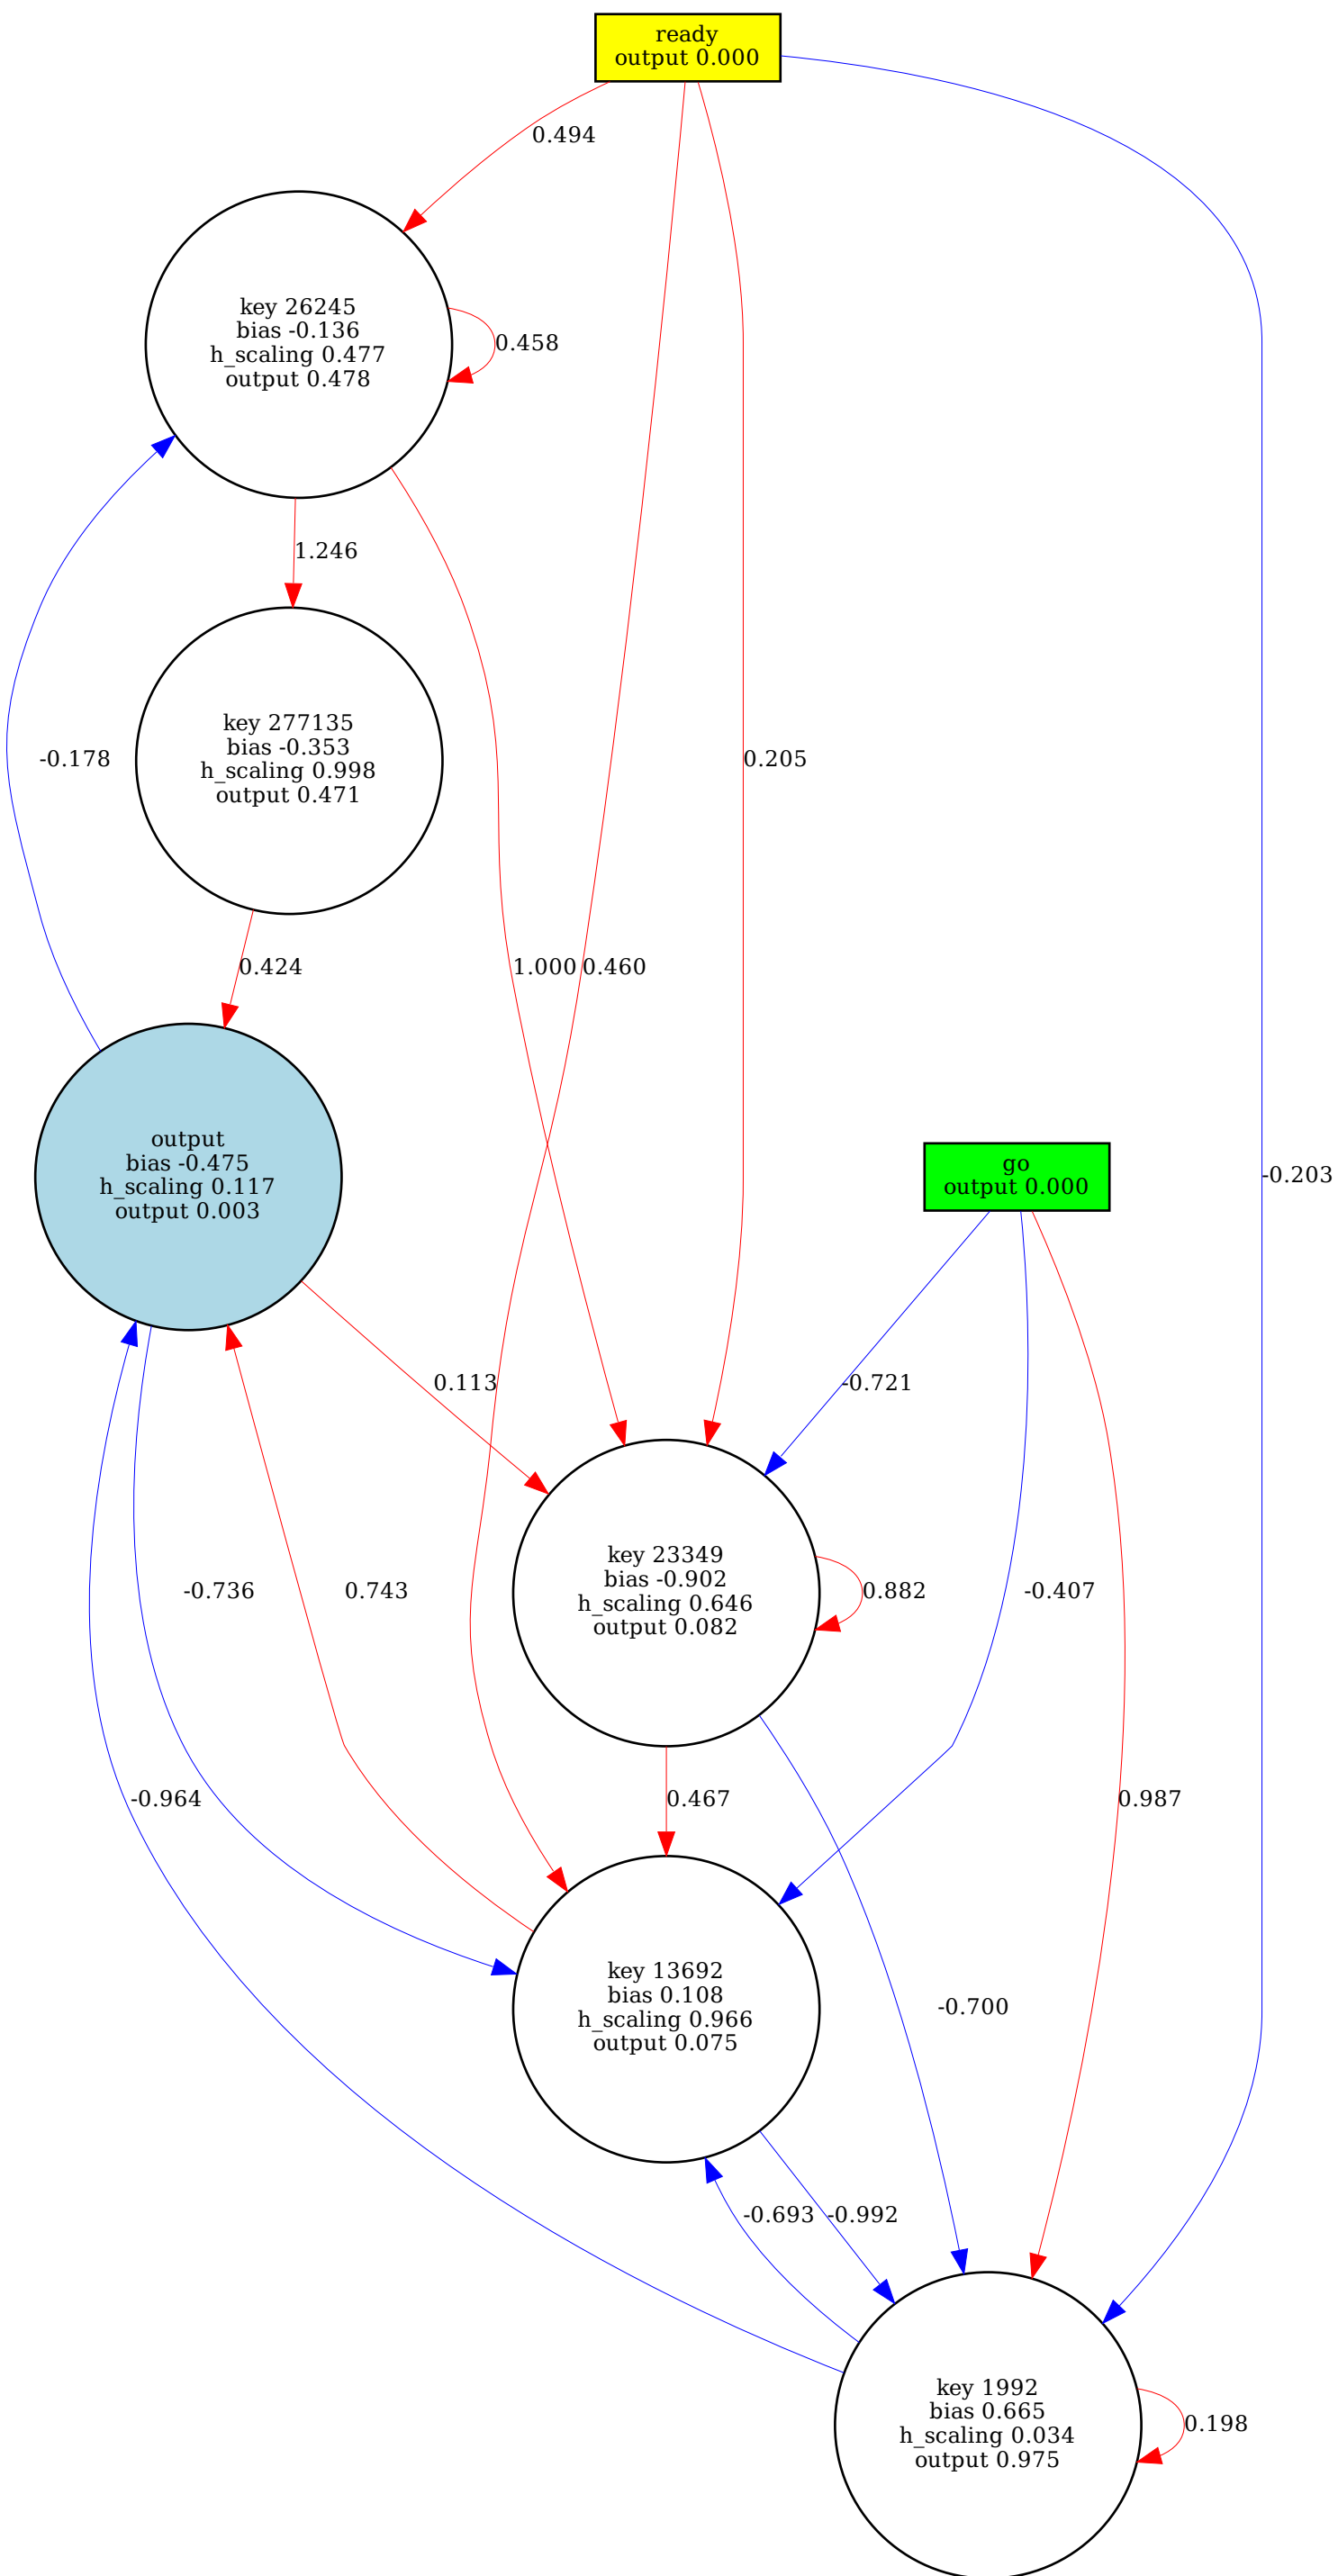 ready
output 0.000
0.494
key 26245
bias -0.136
h_scaling 0.477
output 0.478
0.458
1.246
key 277135
bias -0.353
h_scaling 0.998
output 0.471
-0.178
0.205
0.424
1.000
0.460
output
bias -0.475
h_scaling 0.117
output 0.003
go
output 0.000
-0.203
0.113
-0.721
key 23349
bias -0.902
h_scaling 0.646
output 0.082
-0.736
0.743
0.882
-0.407
-0.964
0.467
0.987
key 13692
bias 0.108
h_scaling 0.966
output 0.075
-0.700
-0.693
-0.992
key 1992
bias 0.665
h_scaling 0.034
output 0.975
0.198